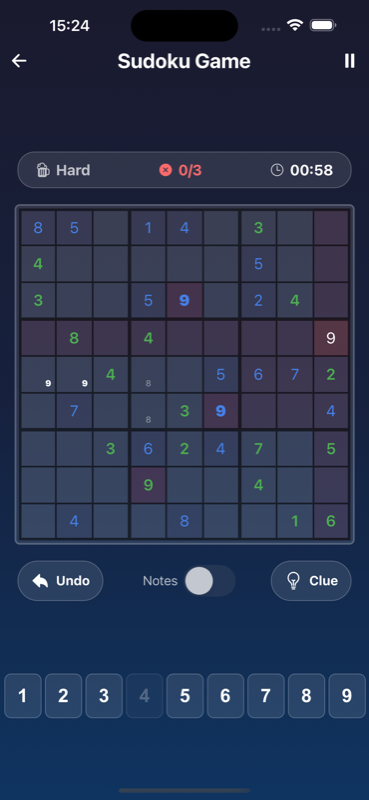 15:24
Sudoku Game
Hard 0/3 00:58
8 5 1 4 3
4 5
3 5 9 2 4
8 4 9
9 9 4 8 5 6 7 2
7 8 3 9 4
3 6 2 4 7 5
9 4
4 8 1 6
Undo Notes Clue
1 2 3 4 5 6 7 8 9